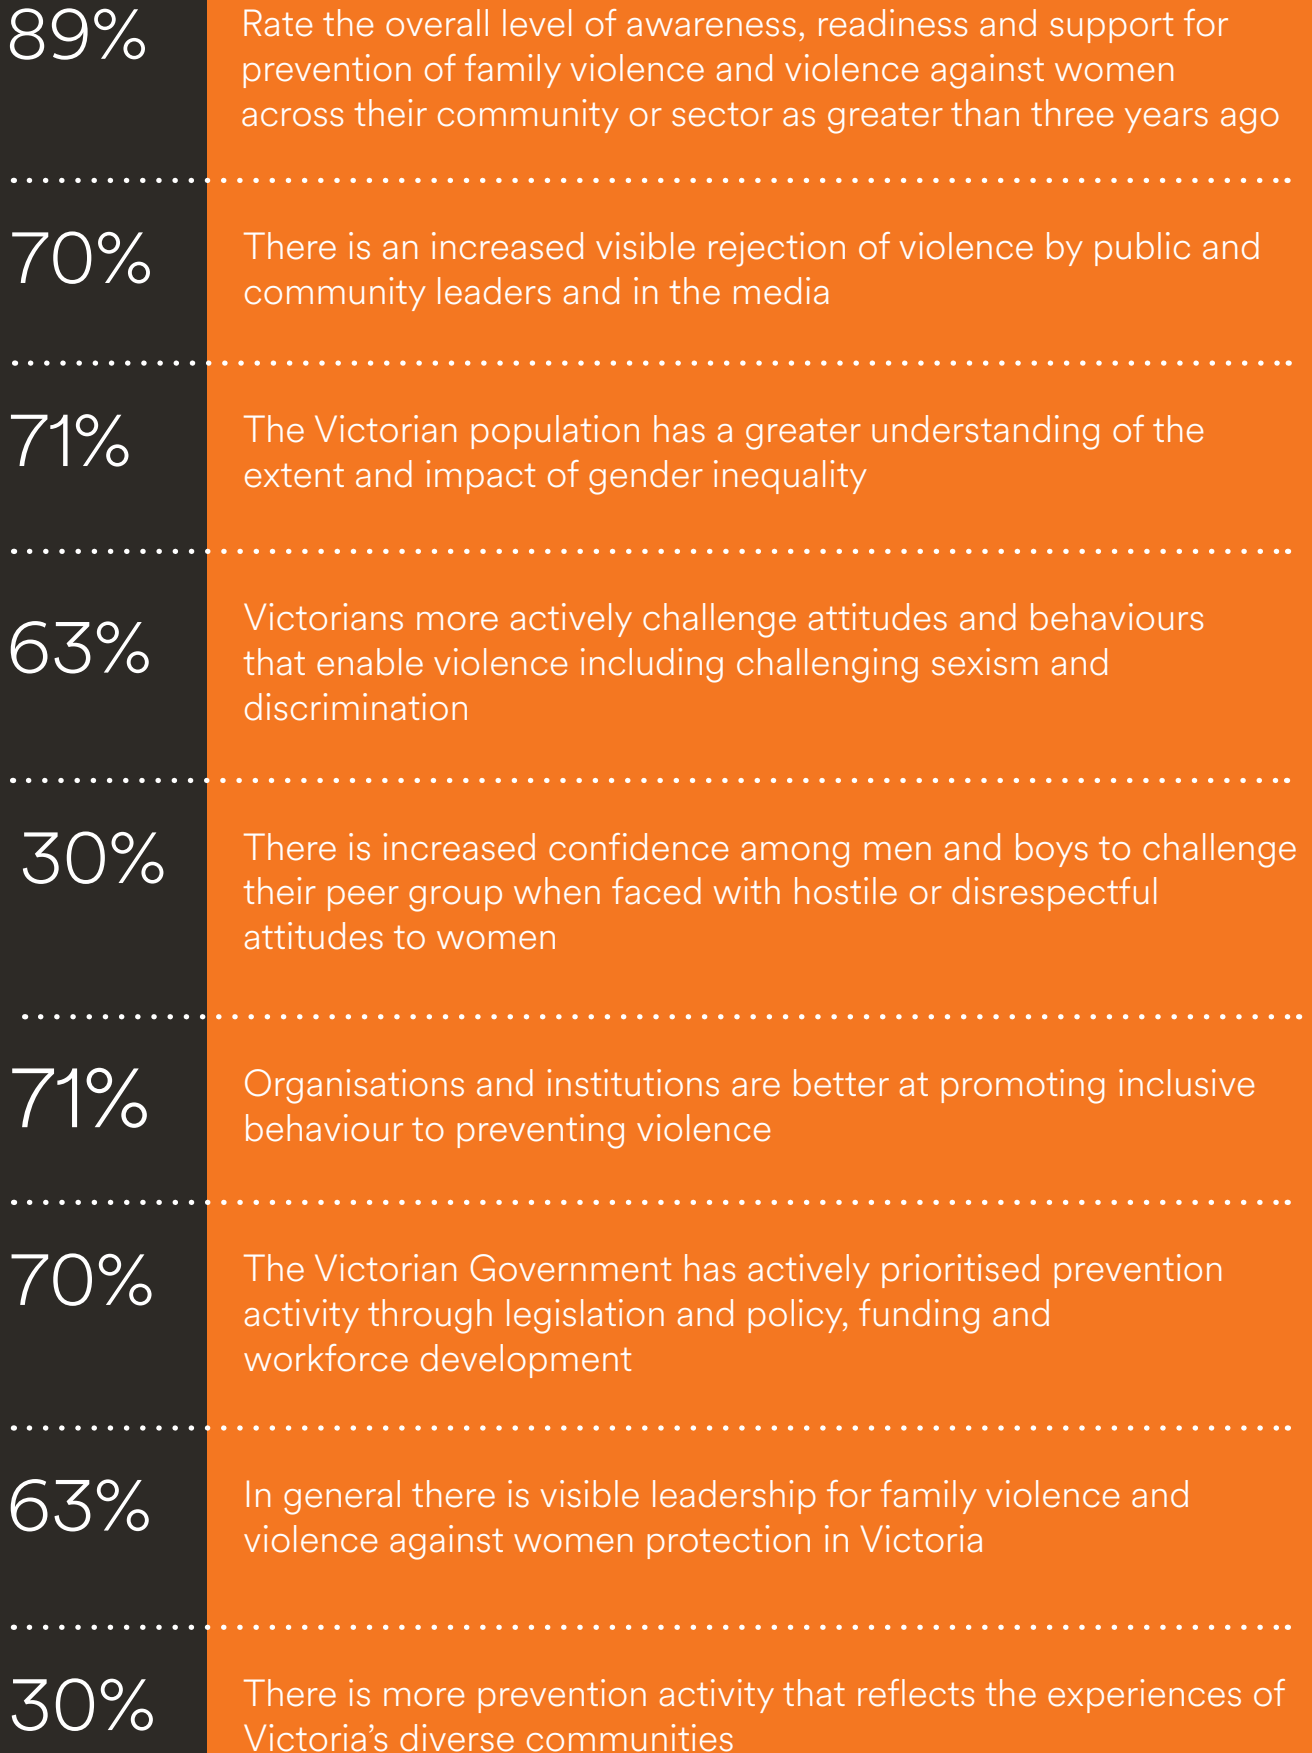 89%
Rate the overall level of awareness, readiness and support for
prevention of family violence and violence against women
across their community or sector as greater than three years ago
70%
There is an increased visible rejection of violence by public and
community leaders and in the media
71%
The Victorian population has a greater understanding of the
extent and impact of gender inequality
63%
Victorians more actively challenge attitudes and behaviours
that enable violence including challenging sexism and
discrimination
30%
There is increased confidence among men and boys to challenge
their peer group when faced with hostile or disrespectful
attitudes to women
71%
Organisations and institutions are better at promoting inclusive
behaviour to preventing violence
70%
The Victorian Government has actively prioritised prevention
activity through legislation and policy, funding and
workforce development
63%
In general there is visible leadership for family violence and
violence against women protection in Victoria
30%
There is more prevention activity that reflects the experiences of
Victoria’s diverse communities